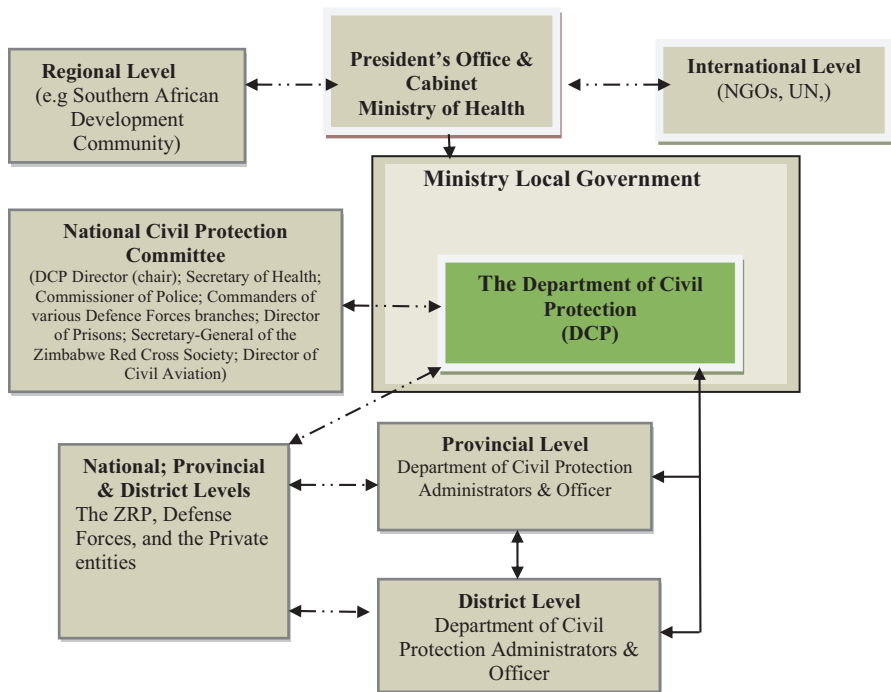 Regional Level
(e.g Southern African
Development
Community)
President's Office &
Cabinet
Ministry of Health
International Level
(NGOs, UN,)
Ministry Local Government
National Civil Protection
Committee
(DCP Director (chair); Secretary of Health;
Commissioner of Police; Commanders of
various Defence Forces branches; Director
of Prisons; Secretary-General of the
Zimbabwe Red Cross Society; Director of
Civil Aviation)
The Department of Civil
Protection
(DCP)
National; Provincial
& District Levels
The ZRP, Defense
Forces, and the Private
entities
Provincial Level
Department of Civil Protection
Administrators & Officer
District Level
Department of Civil
Protection Administrators &
Officer